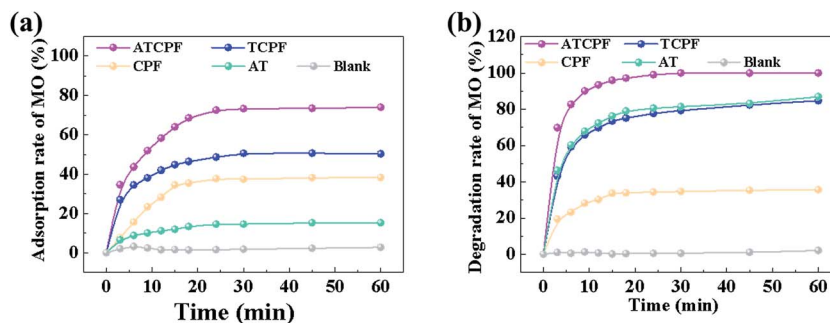 (a)
Adsorption rate of MO (%)
100
80
60
40
20
0
ATCPF TCPF
CPF AT Blank
0 10 20 30 40 50 60
Time (min)
(b)
Degradation rate of MO (%)
120
100
80
60
40
20
0
ATCPF TCPF
CPF AT Blank
0 10 20 30 40 50 60
Time (min)